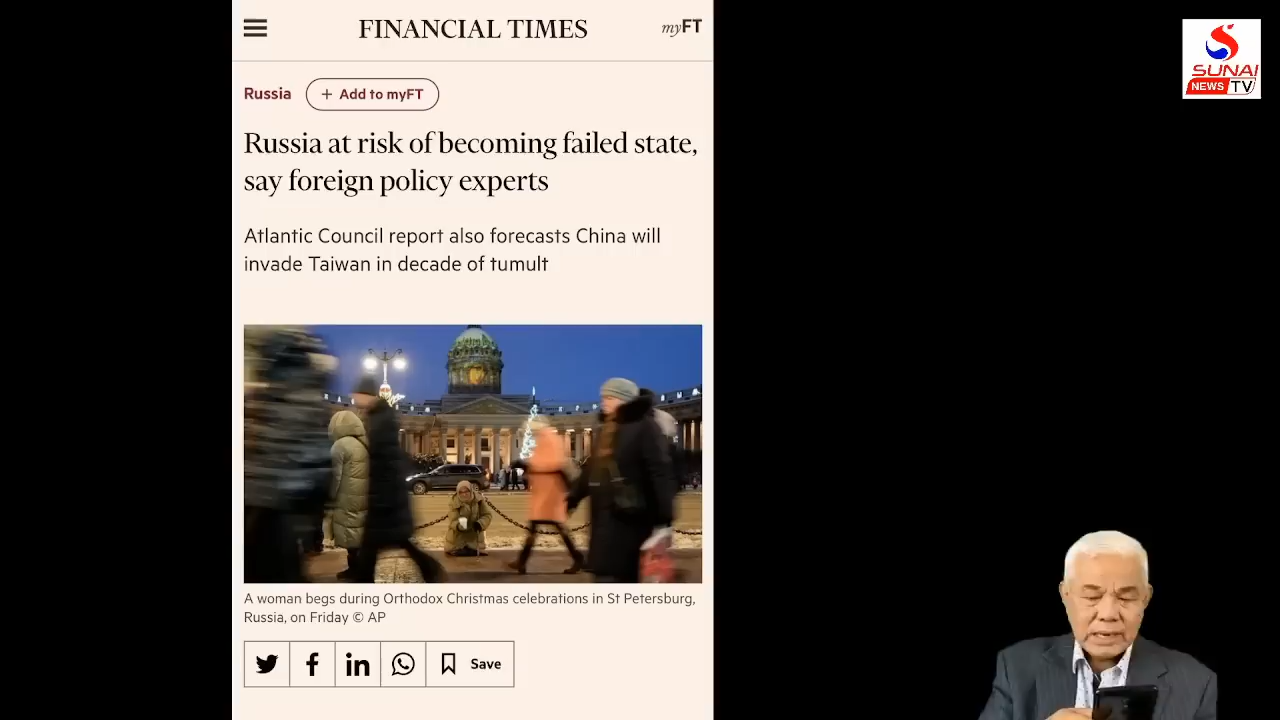 FINANCIAL TIMES
myFT
Russia
+ Add to myFT
Russia at risk of becoming failed state,
say foreign policy experts
Atlantic Council report also forecasts China will
invade Taiwan in decade of tumult
A woman begs during Orthodox Christmas celebrations in St Petersburg,
Russia, on Friday © AP
Save
SUNAI
NEWS TV